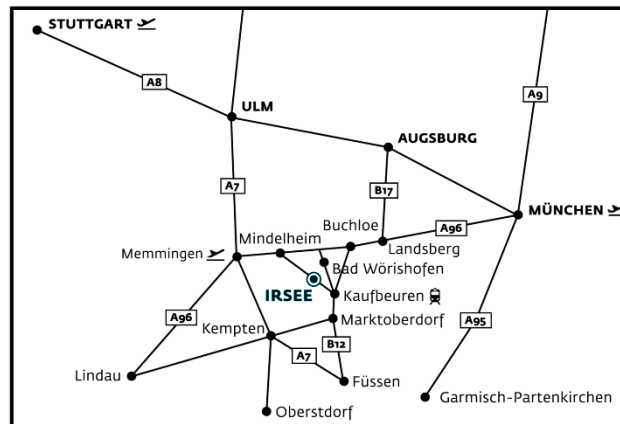 STUTTGART
A8
A9
ULM
AUGSBURG
A7
B17
MÜNCHEN
Buchloe
A96
Mindelheim
Landsberg
Memmingen
Bad Wörishofen
IRSEE
Kaufbeuren
A96
Kempten
Marktoberdorf
A95
B12
A7
Lindau
Füssen
Garmisch-Partenkirchen
Oberstdorf